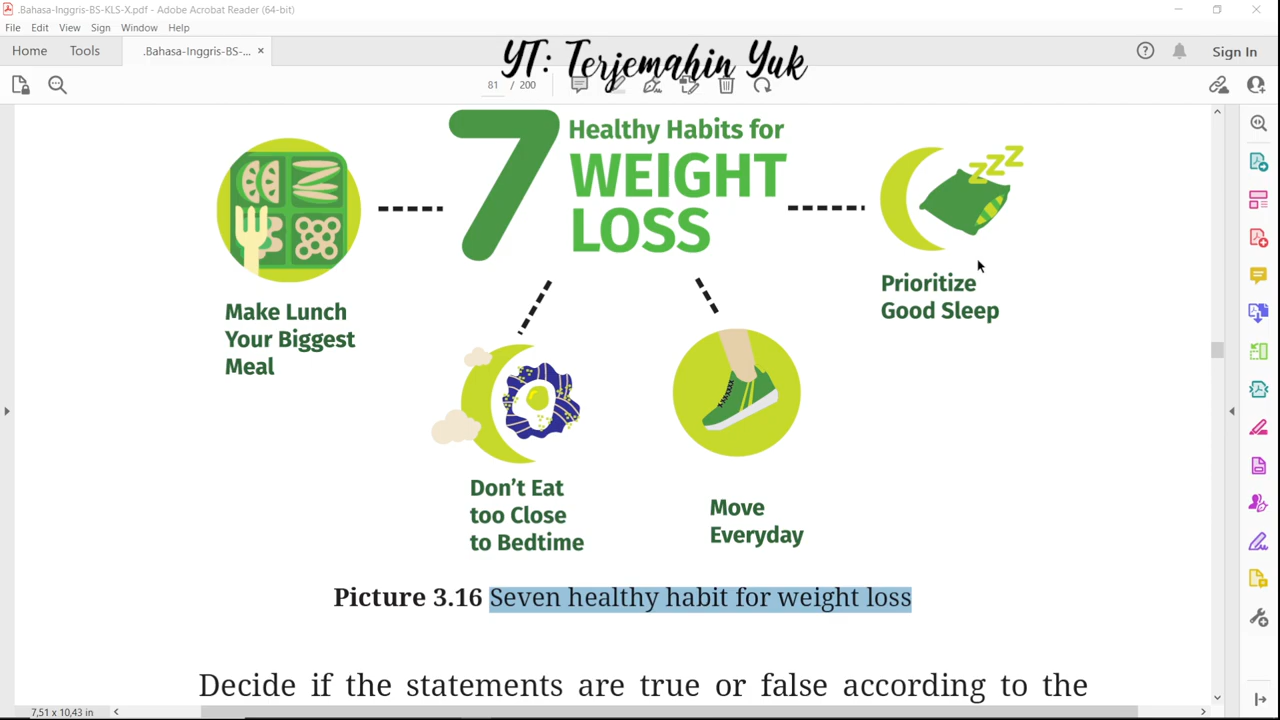 .Bahasa-Inggris-BS-KLS-X.pdf - Adobe Acrobat Reader (64-bit)
File Edit View Sign Window Help
Home Tools .Bahasa-Inggris-BS-... × Sign In
YT: Terjemahin Yuk
81 / 200
7 Healthy Habits for
WEIGHT
LOSS
zzz
Make Lunch
Your Biggest
Meal
Prioritize
Good Sleep
Don't Eat
too Close
to Bedtime
Move
Everyday
Picture 3.16 Seven healthy habit for weight loss
Decide if the statements are true or false according to the
7,51 x 10,43 in